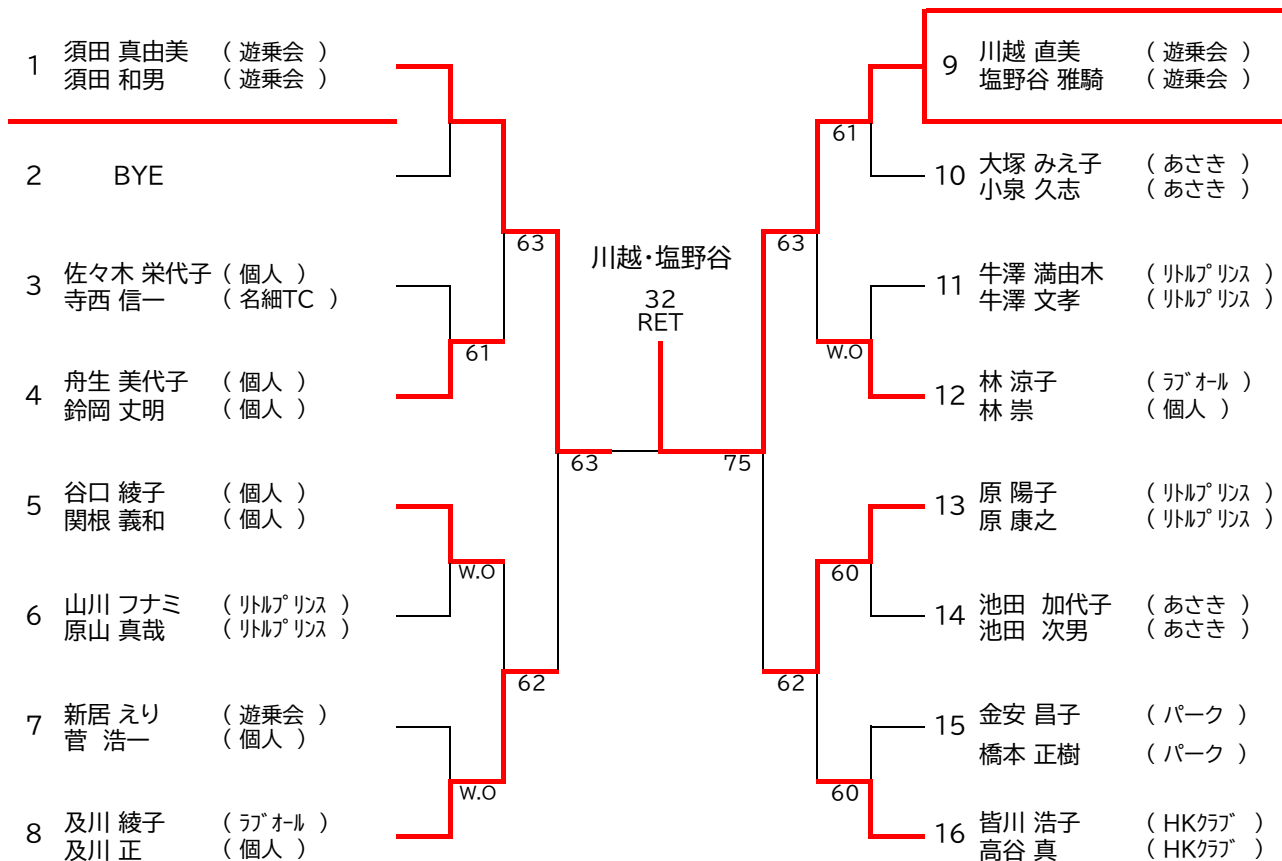 1 須田 真由美 ( 遊乗会 )
須田 和男 ( 遊乗会 )
2 BYE
3 佐々木 栄代子 ( 個人 )
寺西 信一 ( 名細TC )
4 舟生 美代子 ( 個人 )
鈴岡 丈明 ( 個人 )
5 谷口 綾子 ( 個人 )
関根 義和 ( 個人 )
6 山川 フナミ ( ﾘﾄﾙﾌﾟﾘﾝｽ )
原山 真哉 ( ﾘﾄﾙﾌﾟﾘﾝｽ )
7 新居 えり ( 遊乗会 )
菅 浩一 ( 個人 )
8 及川 綾子 ( ﾗﾌﾞｵｰﾙ )
及川 正 ( 個人 )
61
W.O
W.O
63
62
63
川越・塩野谷
32
RET
75
63
62
61
W.O
60
60
9 川越 直美 ( 遊乗会 )
塩野谷 雅騎 ( 遊乗会 )
10 大塚 みえ子 ( あさき )
小泉 久志 ( あさき )
11 牛澤 満由木 ( ﾘﾄﾙﾌﾟﾘﾝｽ )
牛澤 文孝 ( ﾘﾄﾙﾌﾟﾘﾝｽ )
12 林 涼子 ( ﾗﾌﾞｵｰﾙ )
林 崇 ( 個人 )
13 原 陽子 ( ﾘﾄﾙﾌﾟﾘﾝｽ )
原 康之 ( ﾘﾄﾙﾌﾟﾘﾝｽ )
14 池田 加代子 ( あさき )
池田 次男 ( あさき )
15 金安 昌子 ( パーク )
橋本 正樹 ( パーク )
16 皆川 浩子 ( HKｸﾗﾌﾞ )
高谷 真 ( HKｸﾗﾌﾞ )